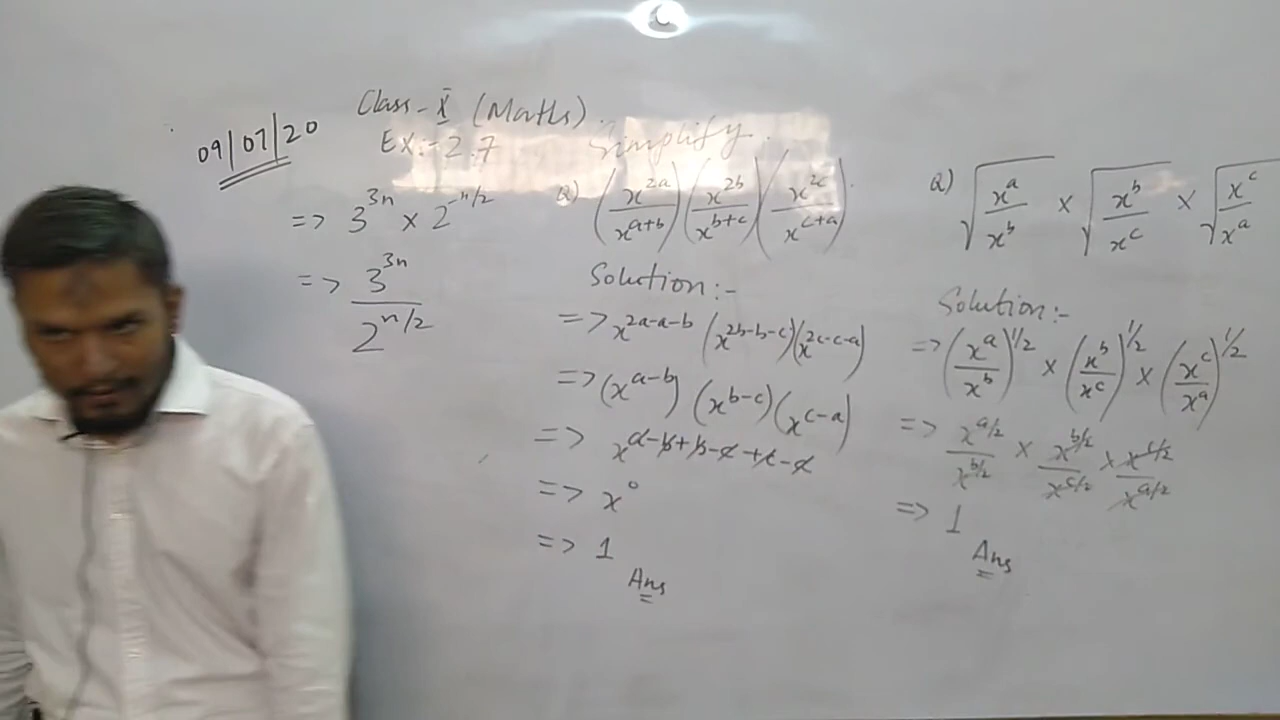 09/07/20
Class-X (Maths)
Ex:-2.7
=> 3^{3n} × 2^{-n/2}
=> 3^{3n} / 2^{n/2}
Simplify.
Q) (x^{2a}/x^{a+b}) (x^{2b}/x^{b+c}) (x^{2c}/x^{c+a})
Solution:-
=> x^{2a-a-b} (x^{2b-b-c})(x^{2c-c-a})
=> (x^{a-b}) (x^{b-c}) (x^{c-a})
=> x^{a-b+b-c+c-a}
=> x^0
=> 1
Ans
Q) √(x^a/x^b) × √(x^b/x^c) × √(x^c/x^a)
Solution:-
=> (x^a/x^b)^{1/2} × (x^b/x^c)^{1/2} × (x^c/x^a)^{1/2}
=> x^{a/2}/x^{b/2} × x^{b/2}/x^{c/2} × x^{c/2}/x^{a/2}
=> 1
Ans